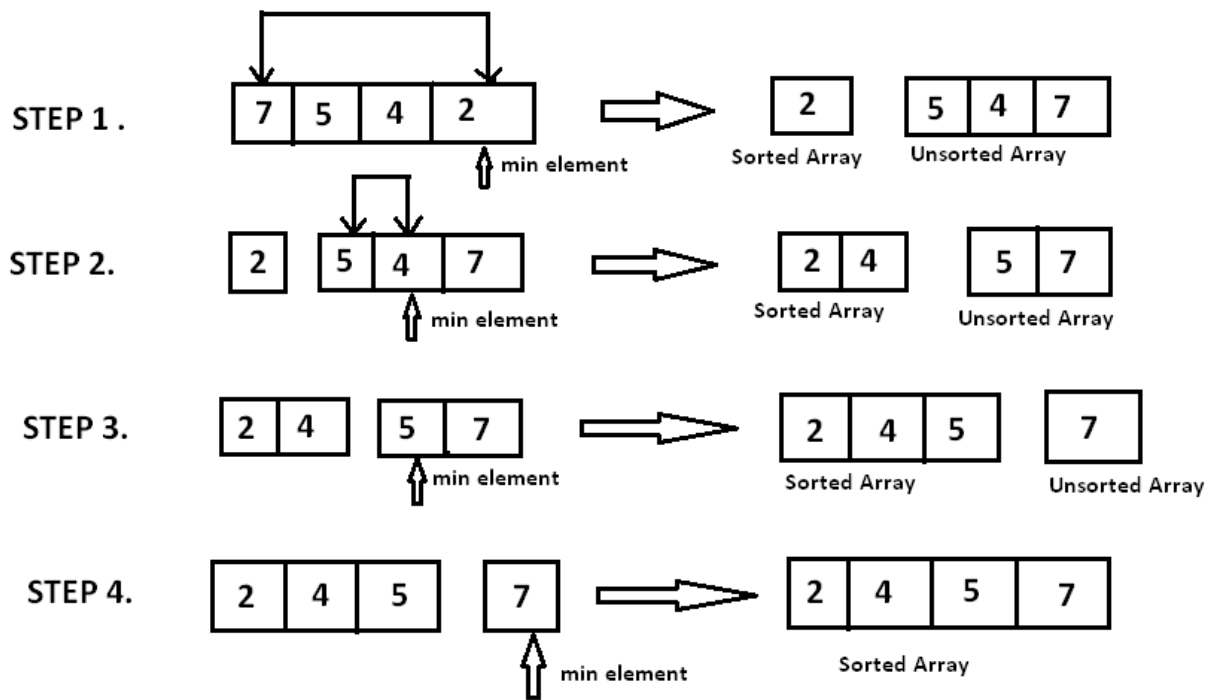 STEP 1 .
7 5 4 2
min element
2
Sorted Array
5 4 7
Unsorted Array
STEP 2.
2
5 4 7
min element
2 4
Sorted Array
5 7
Unsorted Array
STEP 3.
2 4
5 7
min element
2 4 5
Sorted Array
7
Unsorted Array
STEP 4.
2 4 5
7
min element
2 4 5 7
Sorted Array